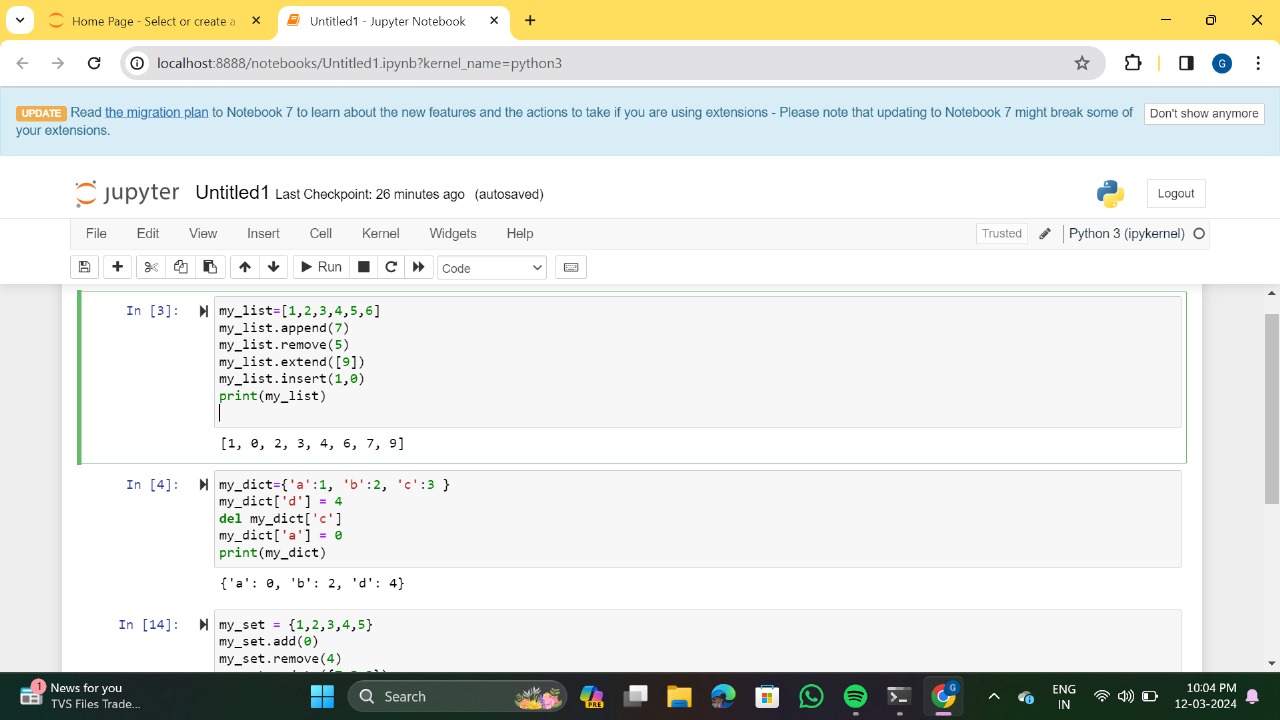 Home Page - Select or create a
Untitled1 - Jupyter Notebook
localhost:8888/notebooks/Untitled1.ipynb?kernel_name=python3
G
UPDATE Read the migration plan to Notebook 7 to learn about the new features and the actions to take if you are using extensions - Please note that updating to Notebook 7 might break some of
your extensions.
Don't show anymore
jupyter Untitled1 Last Checkpoint: 26 minutes ago (autosaved)
Logout
File Edit View Insert Cell Kernel Widgets Help
Trusted Python 3 (ipykernel)
Run Code
In [3]: my_list=[1,2,3,4,5,6]
my_list.append(7)
my_list.remove(5)
my_list.extend([9])
my_list.insert(1,0)
print(my_list)
[1, 0, 2, 3, 4, 6, 7, 9]
In [4]: my_dict={'a':1, 'b':2, 'c':3 }
my_dict['d'] = 4
del my_dict['c']
my_dict['a'] = 0
print(my_dict)
{'a': 0, 'b': 2, 'd': 4}
In [14]: my_set = {1,2,3,4,5}
my_set.add(0)
my_set.remove(4)
1
News for you
TVS Files Trade...
Search
PRE
G
ENG
IN
10:04 PM
12-03-2024